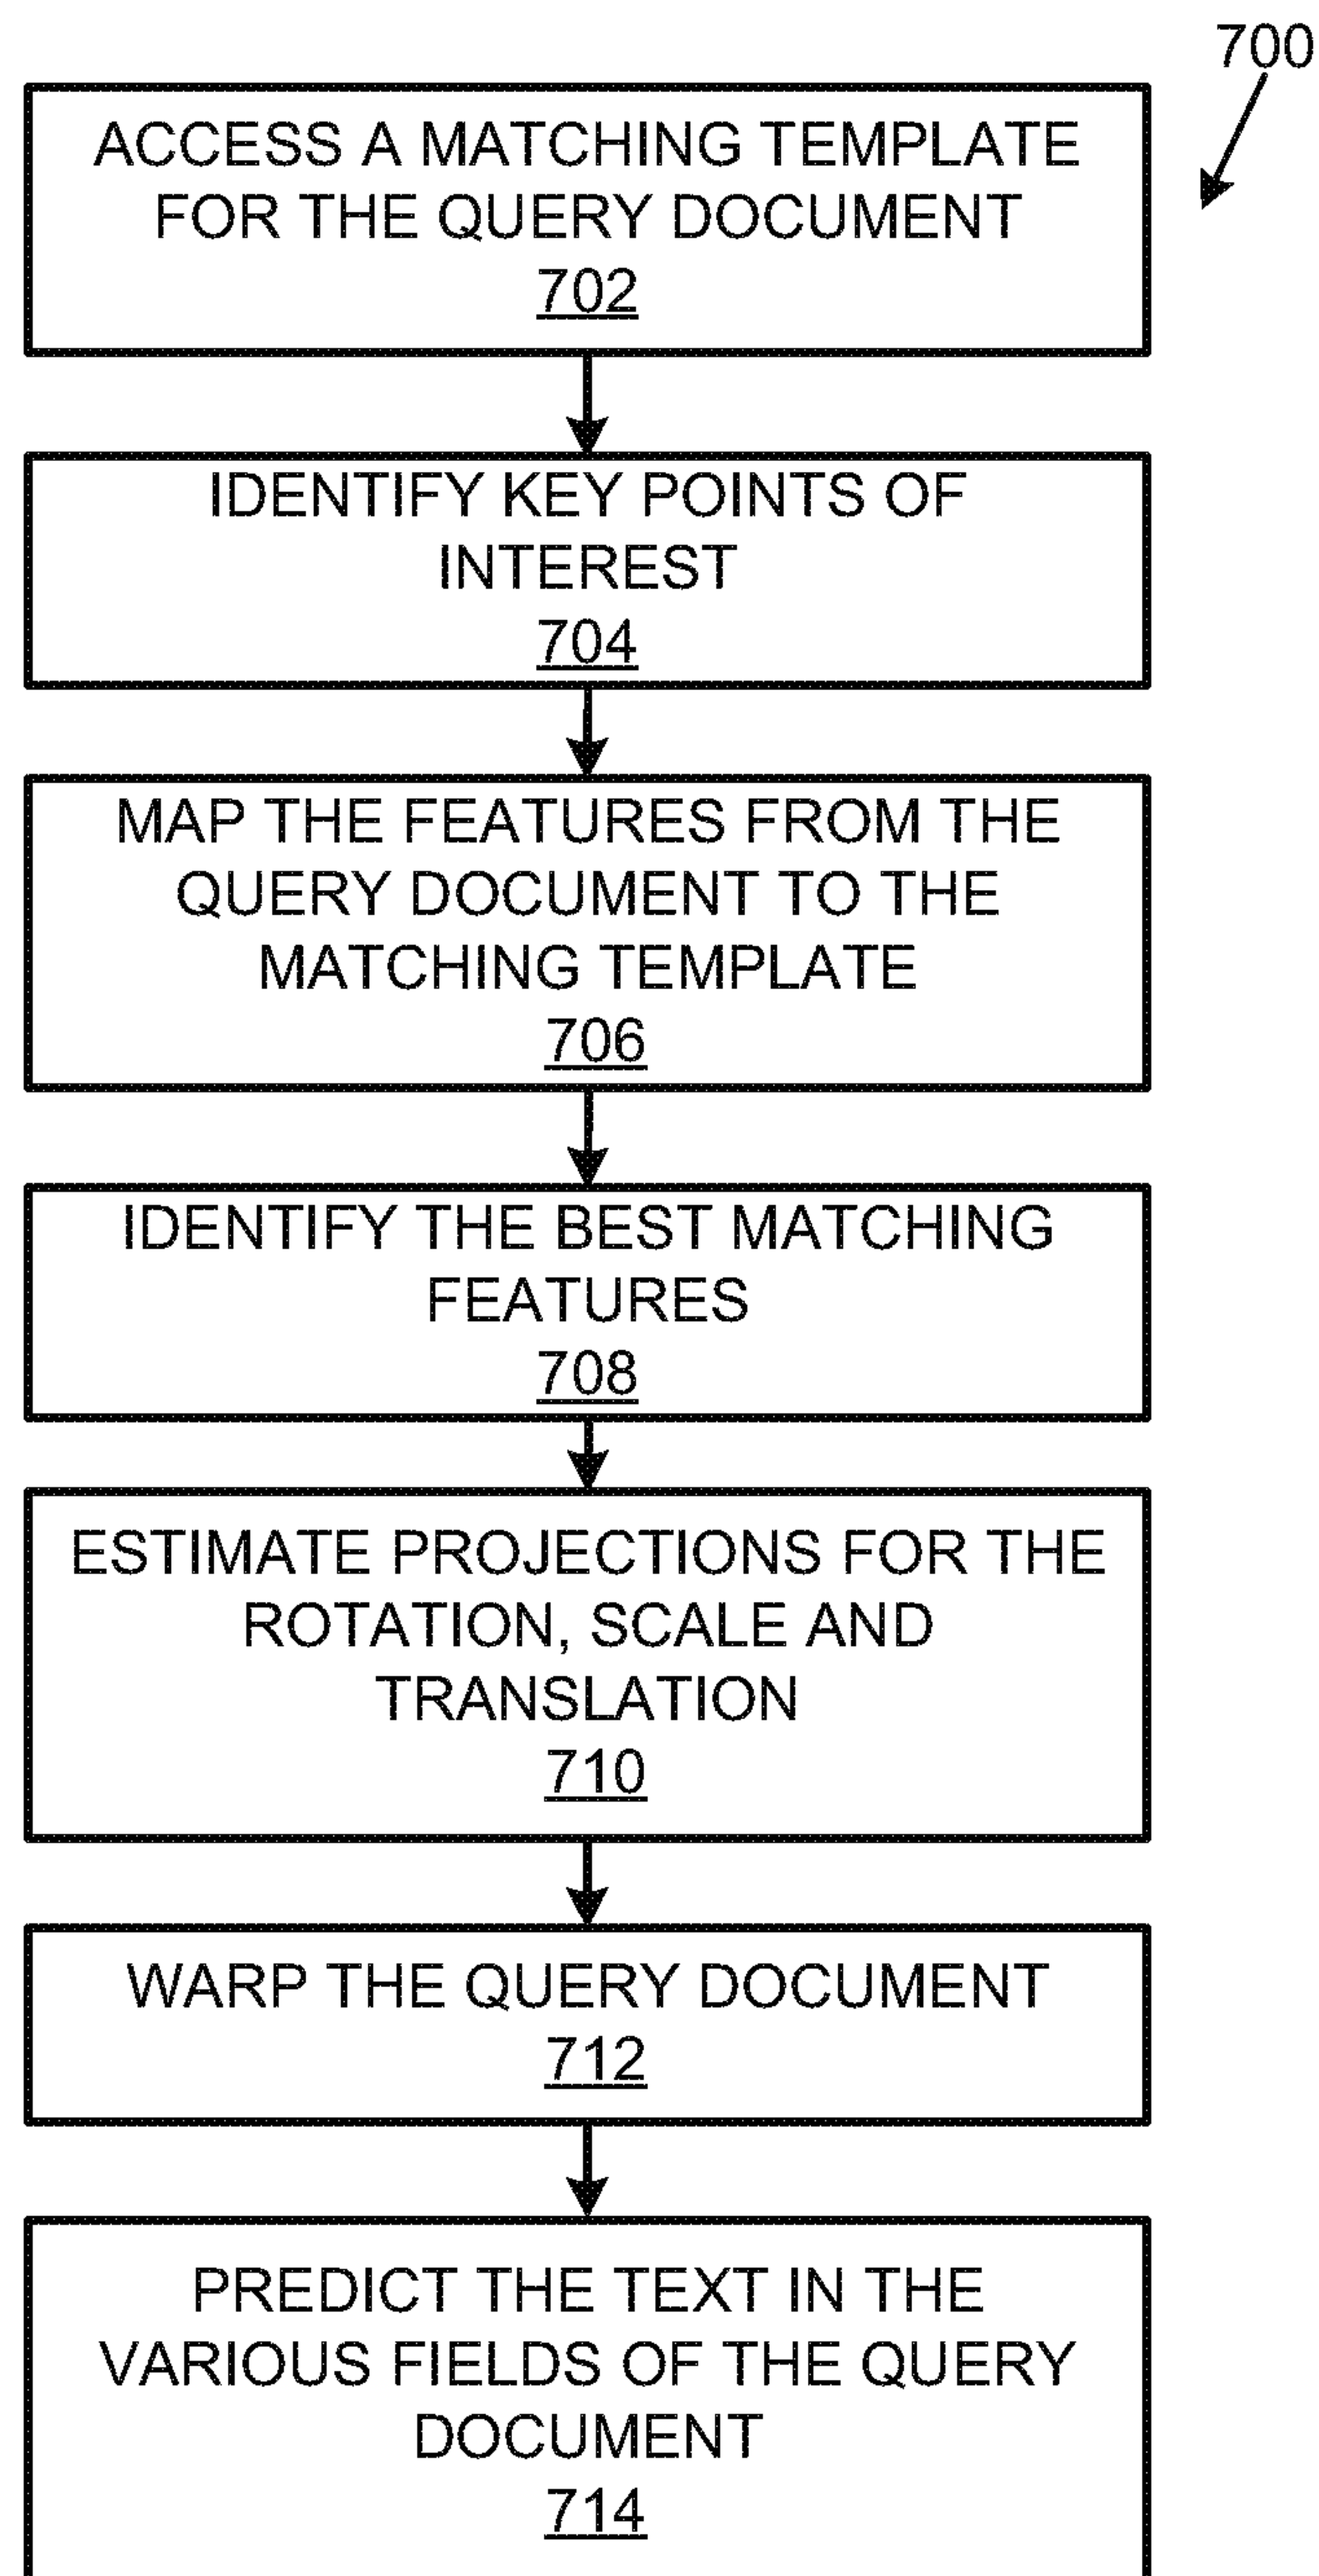 700
ACCESS A MATCHING TEMPLATE
FOR THE QUERY DOCUMENT
702
IDENTIFY KEY POINTS OF
INTEREST
704
MAP THE FEATURES FROM THE
QUERY DOCUMENT TO THE
MATCHING TEMPLATE
706
IDENTIFY THE BEST MATCHING
FEATURES
708
ESTIMATE PROJECTIONS FOR THE
ROTATION, SCALE AND
TRANSLATION
710
WARP THE QUERY DOCUMENT
712
PREDICT THE TEXT IN THE
VARIOUS FIELDS OF THE QUERY
DOCUMENT
714